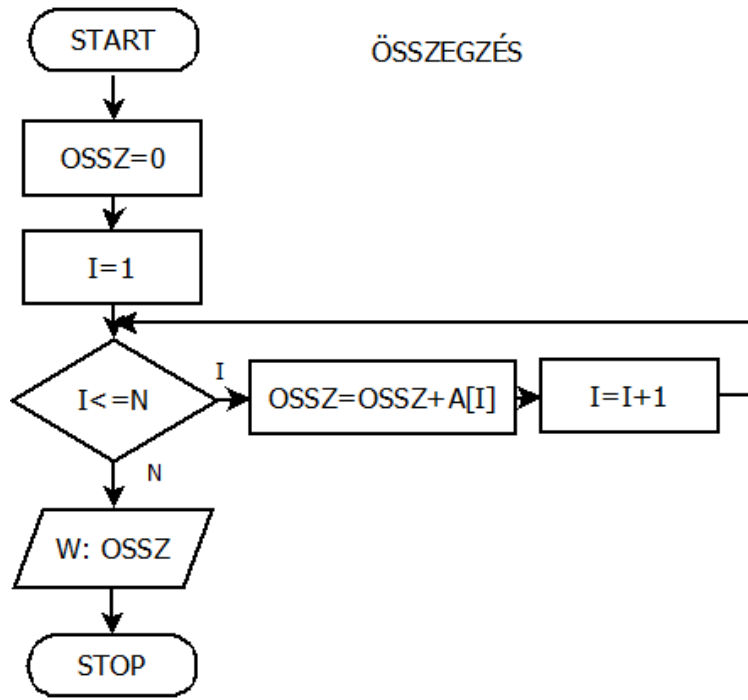 START
ÖSSZEGZÉS
OSSZ=0
I=1
I<=N
I
OSSZ=OSSZ+A[I]
I=I+1
N
W: OSSZ
STOP